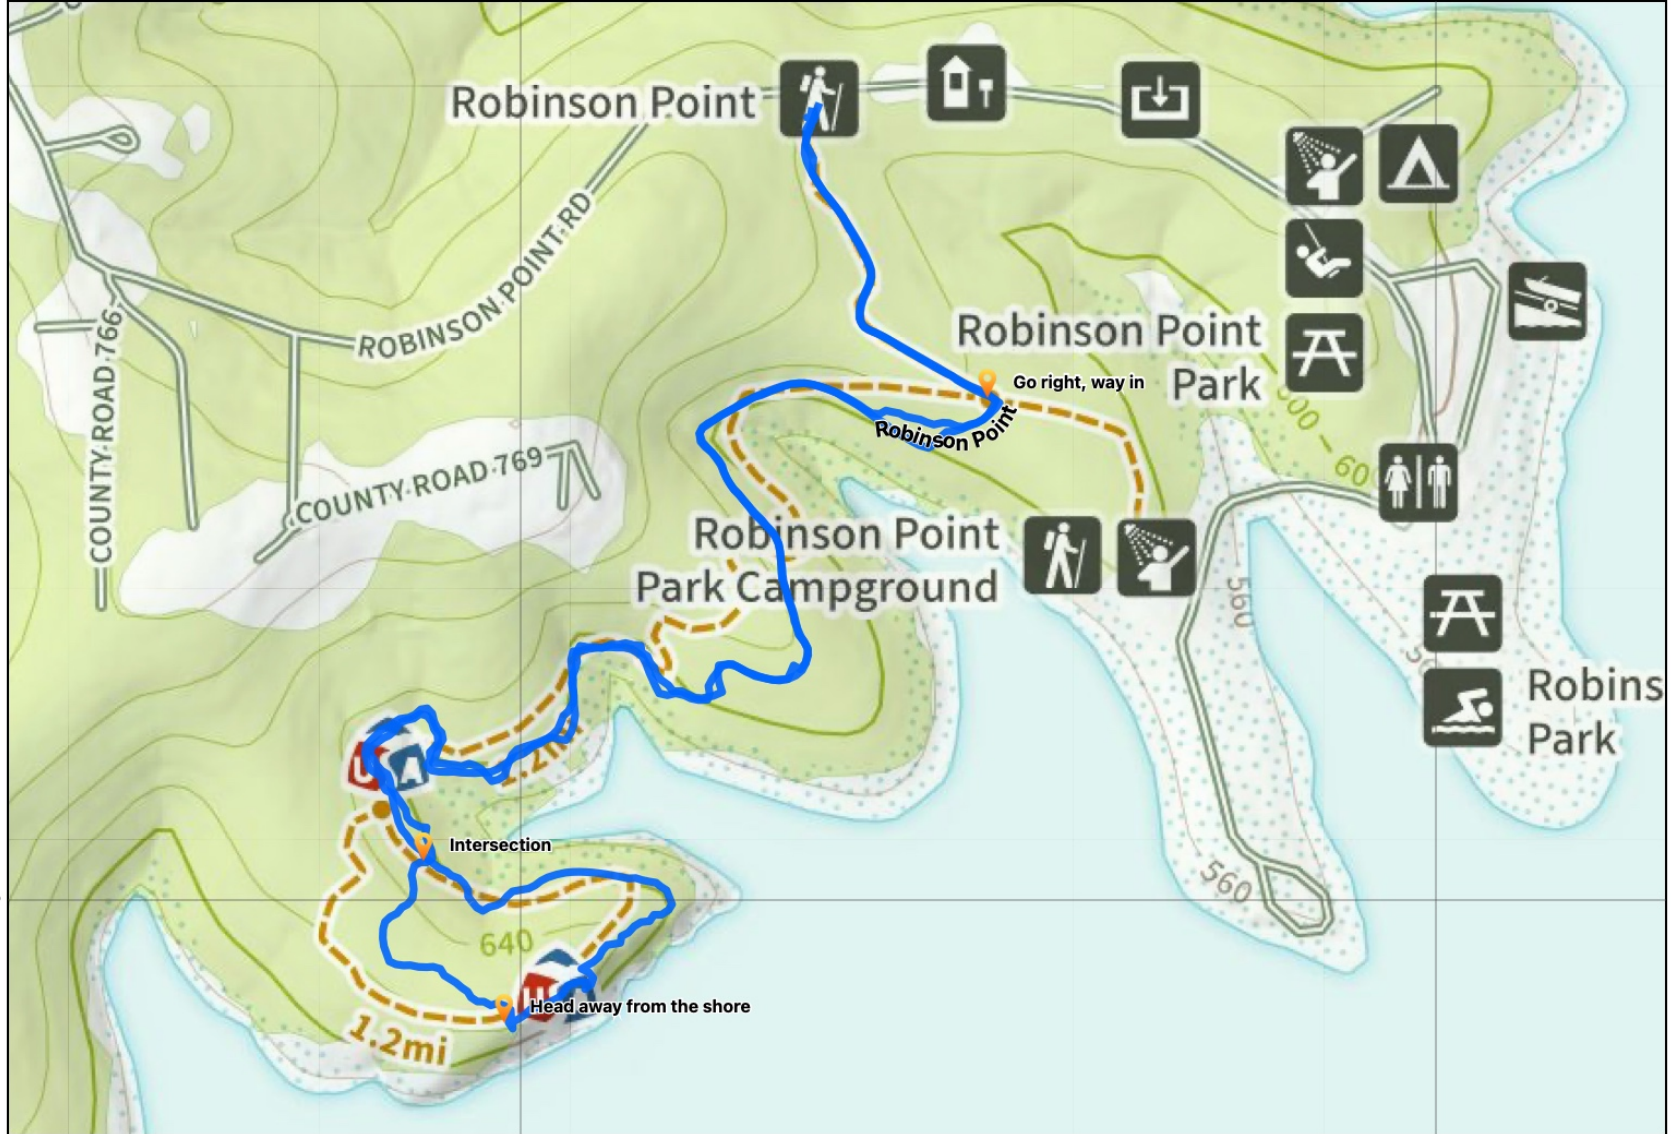 Robinson Point
ROBINSON POINT RD
COUNTY ROAD 766
Robinson Point
Park
Go right, way in
Robinson Point
600
COUNTY ROAD 769
Robinson Point
Park Campground
560
Robins
Park
A
Intersection
560
640
Head away from the shore
1.2mi